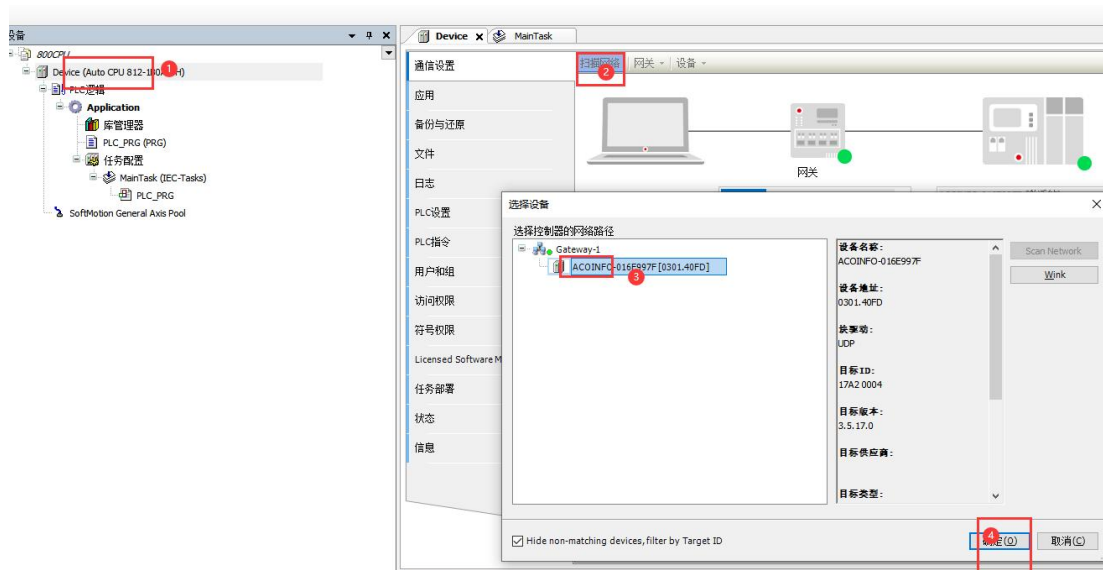 设备
800CPU
Device (Auto CPU 812-1
PLC逻辑
Application
库管理器
PLC_PRG (PRG)
任务配置
MainTask (IEC-Tasks)
PLC_PRG
SoftMotion General Axis Pool
1
Device
MainTask
通信设置
应用
备份与还原
文件
日志
PLC设置
PLC指令
用户和组
访问权限
符号权限
Licensed Software M
任务部署
状态
信息
扫描网络
网关
设备
2
网关
选择设备
选择控制器的网络路径
Gateway-1
ACOINFO-016E997F [0301.40FD]
3
设备名称:
ACOINFO-016E997F
设备地址:
0301.40FD
块驱动:
UDP
目标ID:
17A2 0004
目标版本:
3.5.17.0
目标供应商:
目标类型:
Scan Network
Wink
Hide non-matching devices, filter by Target ID
4
确定(O)
取消(C)